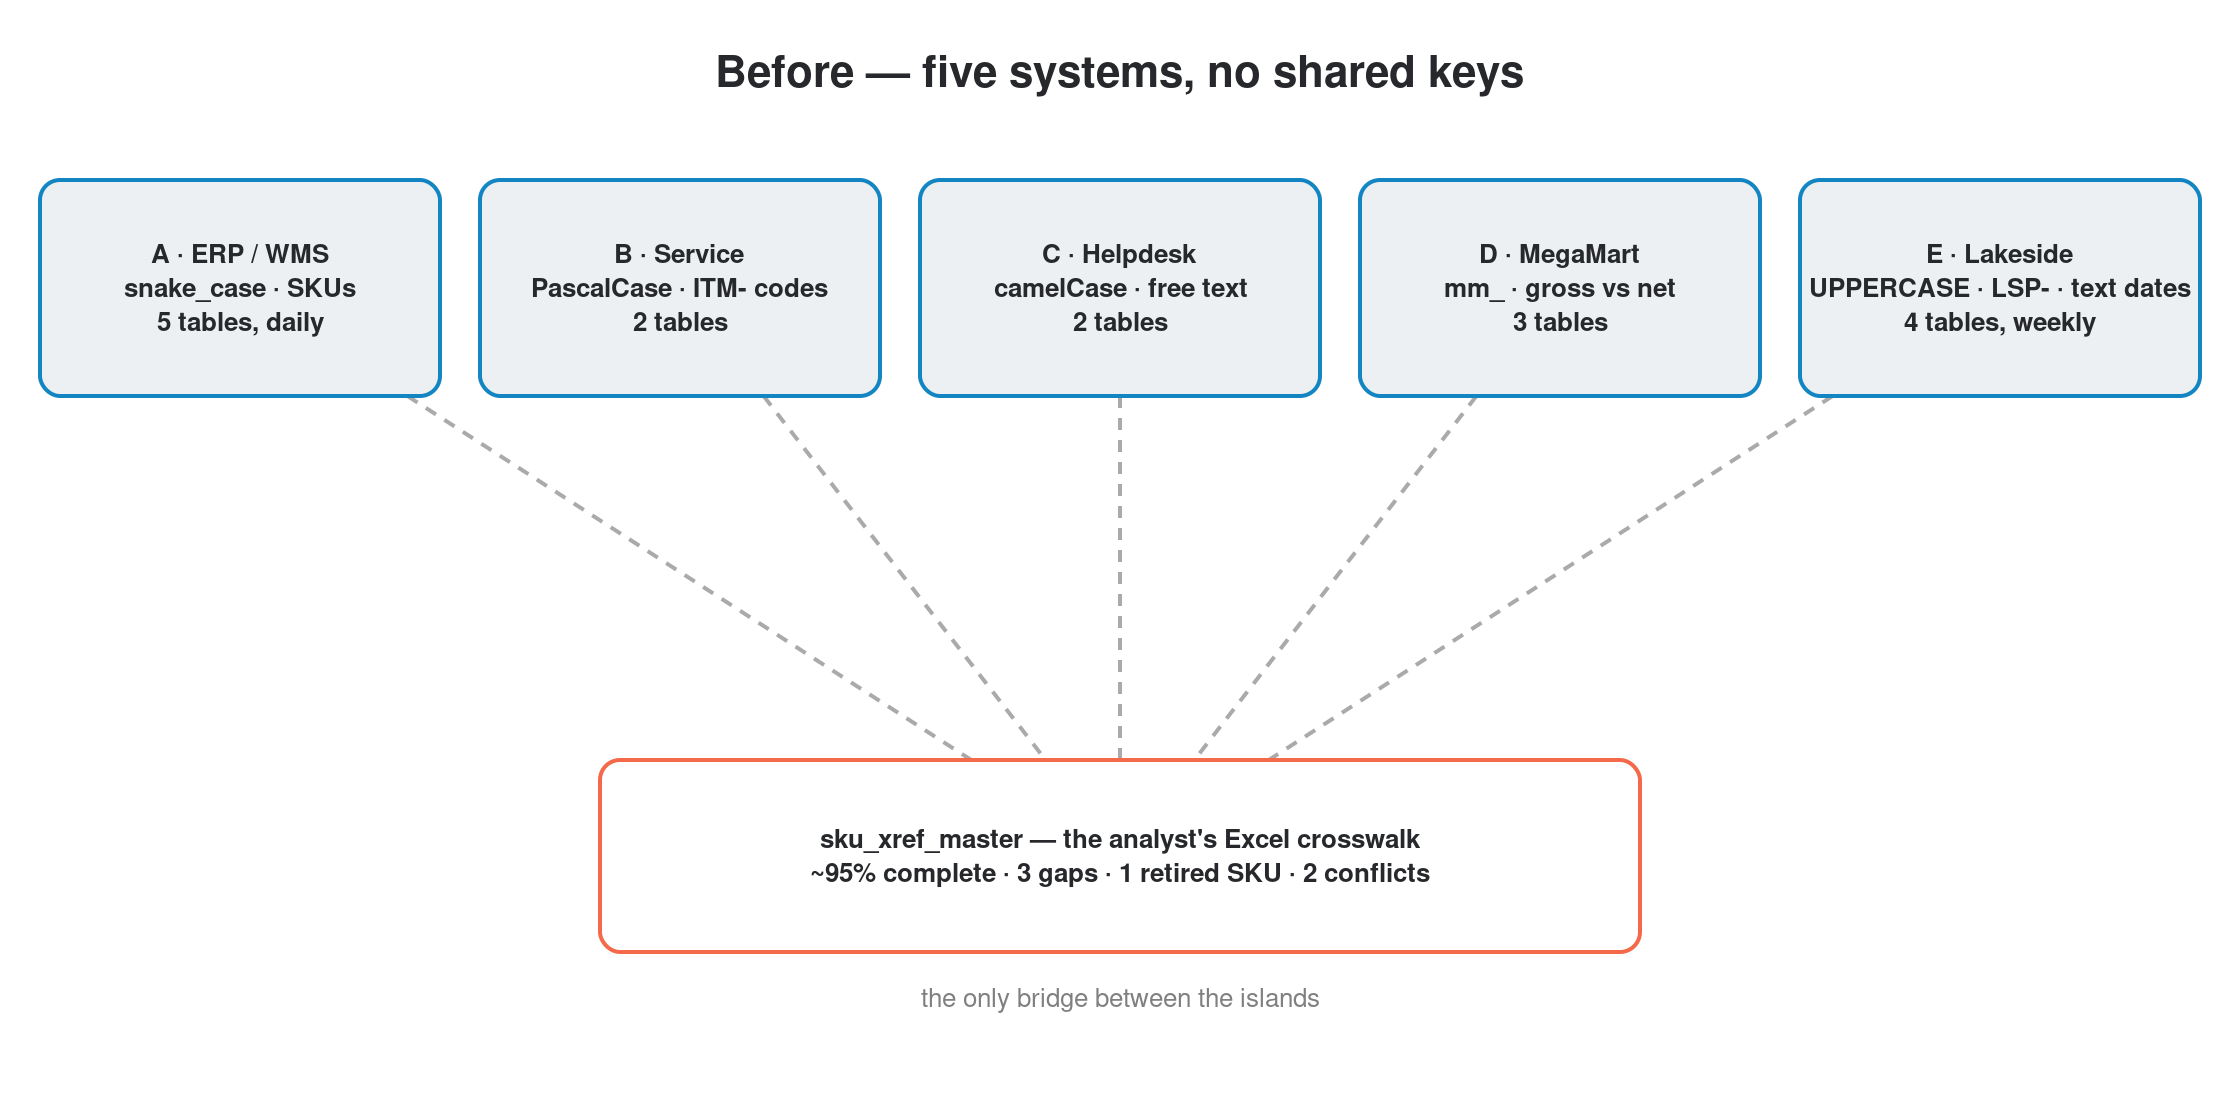 Before — five systems, no shared keys
A · ERP / WMS
snake_case · SKUs
5 tables, daily
B · Service
PascalCase · ITM- codes
2 tables
C · Helpdesk
camelCase · free text
2 tables
D · MegaMart
mm_ · gross vs net
3 tables
E · Lakeside
UPPERCASE · LSP- · text dates
4 tables, weekly
sku_xref_master — the analyst's Excel crosswalk
~95% complete · 3 gaps · 1 retired SKU · 2 conflicts
the only bridge between the islands